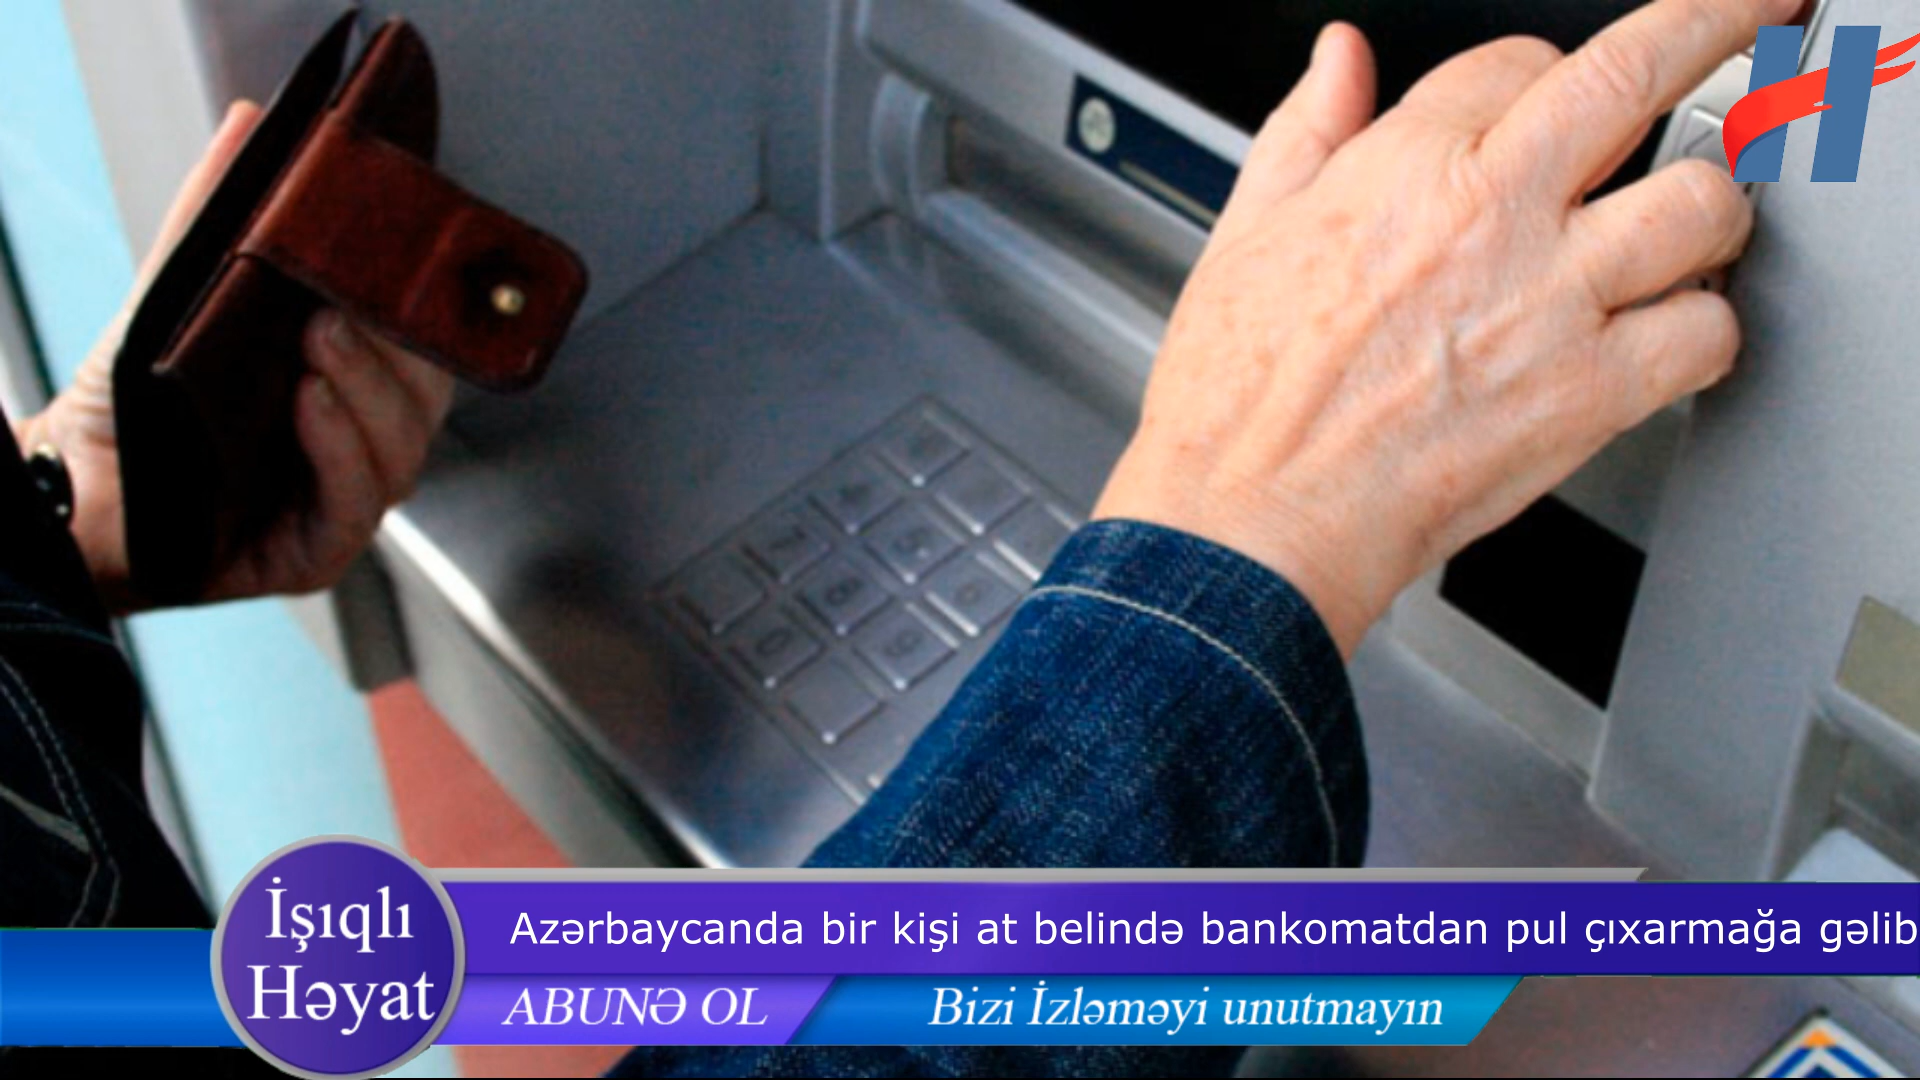 İşıqlı
Həyat
Azərbaycanda bir kişi at belində bankomatdan pul çıxarmağa gəlib
ABUNƏ OL
Bizi İzləməyi unutmayın